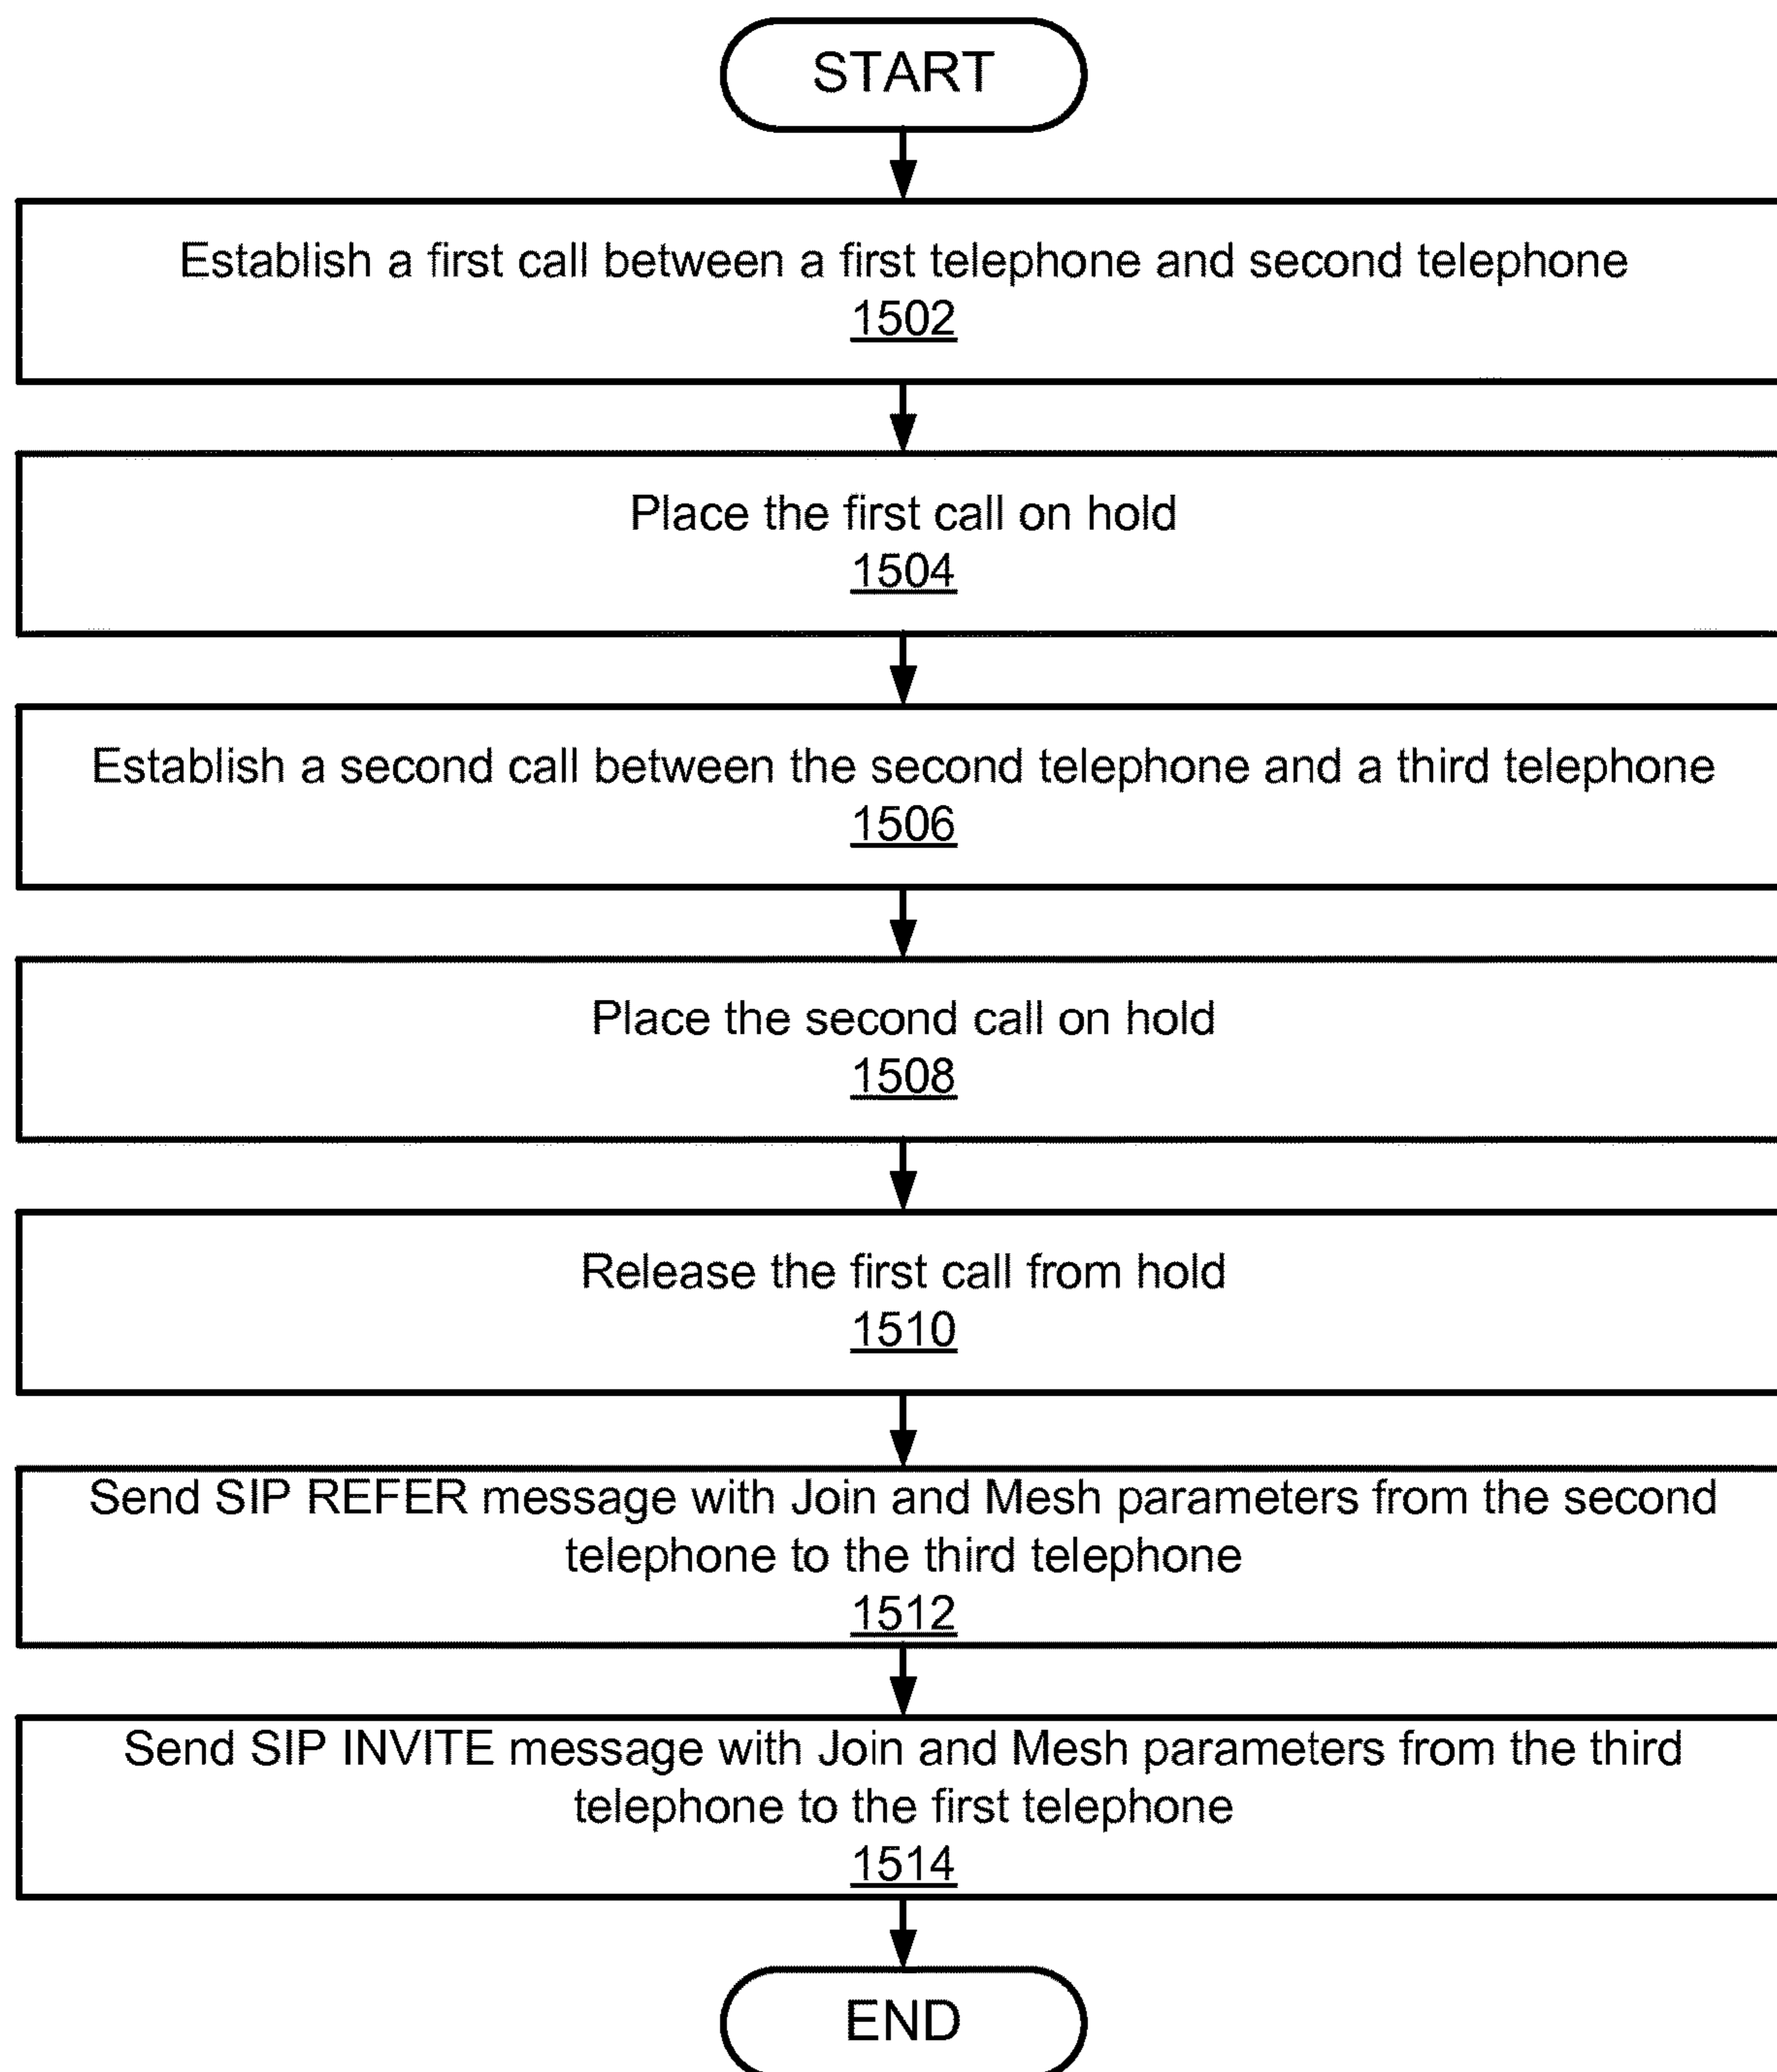 START
Establish a first call between a first telephone and second telephone
1502
Place the first call on hold
1504
Establish a second call between the second telephone and a third telephone
1506
Place the second call on hold
1508
Release the first call from hold
1510
Send SIP REFER message with Join and Mesh parameters from the second
telephone to the third telephone
1512
Send SIP INVITE message with Join and Mesh parameters from the third
telephone to the first telephone
1514
END